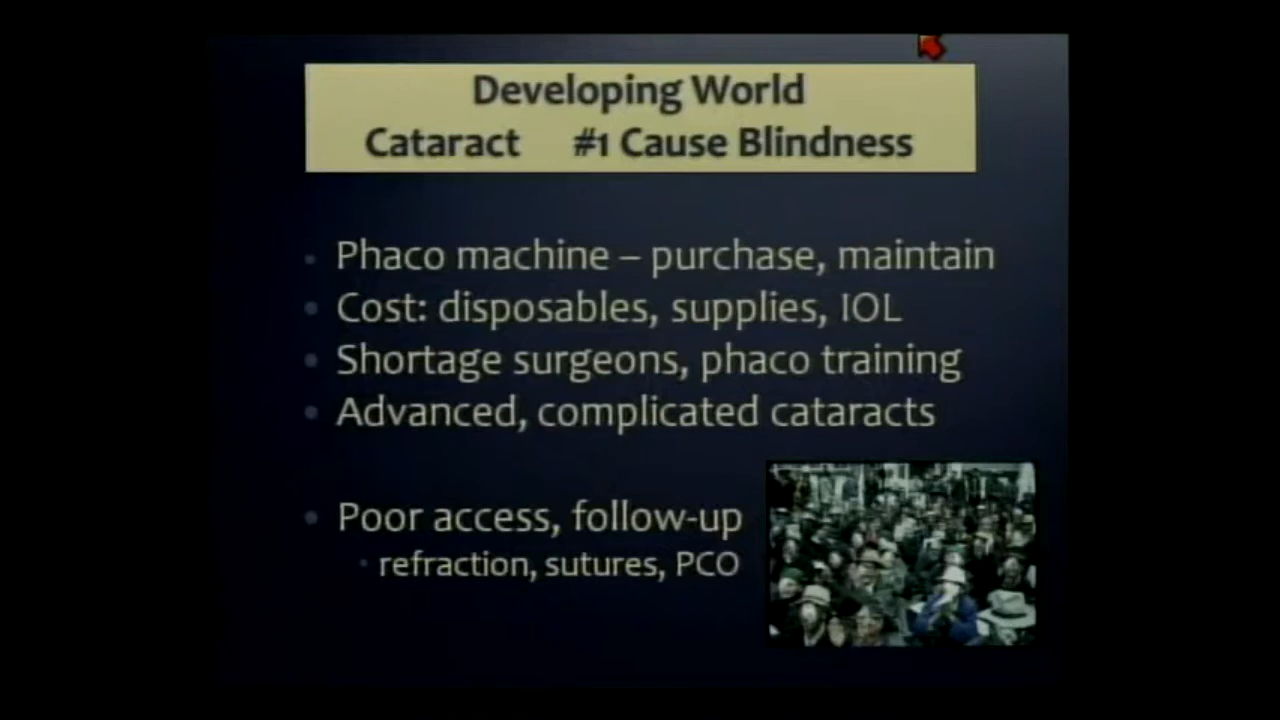 Developing World
Cataract #1 Cause Blindness
Phaco machine – purchase, maintain
Cost: disposables, supplies, IOL
Shortage surgeons, phaco training
Advanced, complicated cataracts
Poor access, follow-up
refraction, sutures, PCO